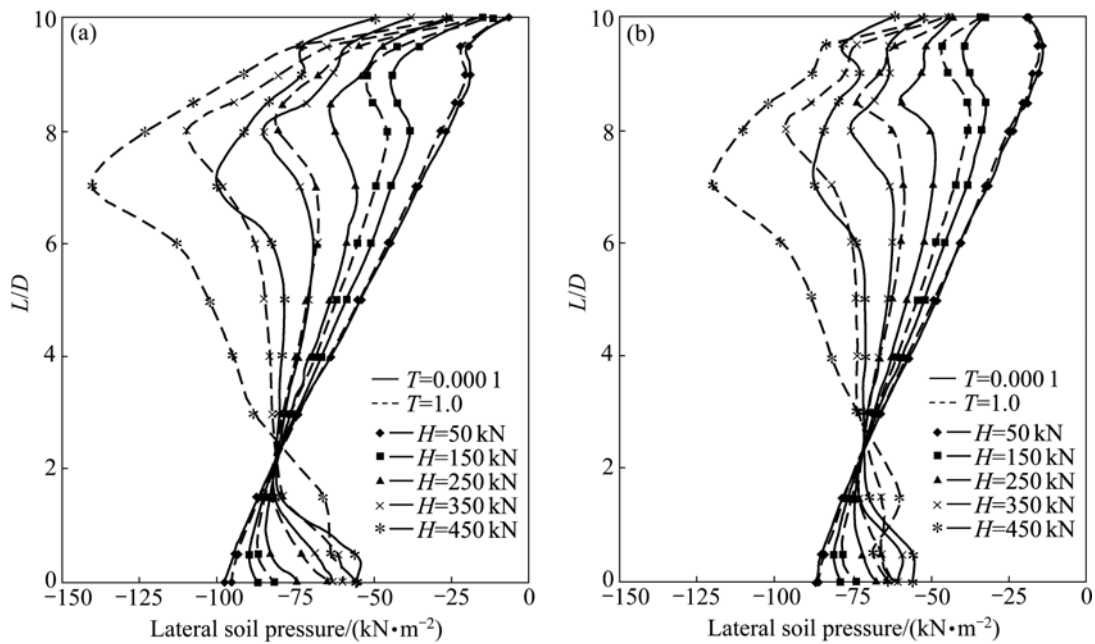 (a)
10
8
6
4
2
0
L/D
T=0.000 1
T=1.0
H=50 kN
H=150 kN
H=250 kN
H=350 kN
H=450 kN
−150 −125 −100 −75 −50 −25 0
Lateral soil pressure/(kN•m⁻²)
(b)
10
8
6
4
2
0
L/D
T=0.000 1
T=1.0
H=50 kN
H=150 kN
H=250 kN
H=350 kN
H=450 kN
−150 −125 −100 −75 −50 −25 0
Lateral soil pressure/(kN•m⁻²)